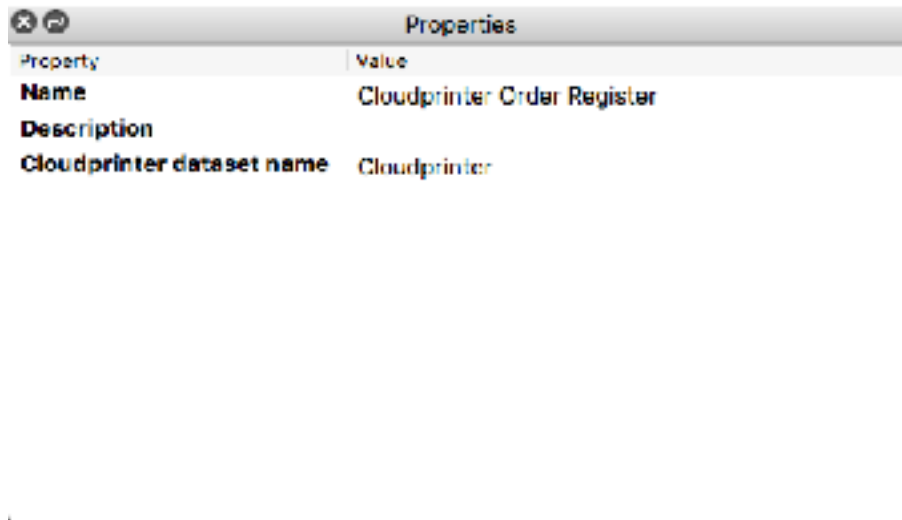 Properties
Property Value
Name Cloudprinter Order Register
Description
Cloudprinter dataset name Cloudprinter